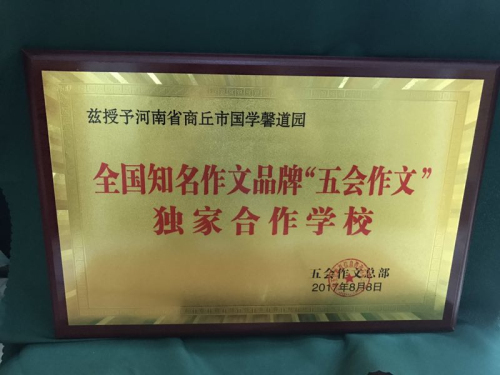 兹授予河南省商丘市国学馨道园
全国知名作文品牌“五会作文”
独家合作学校
五会作文总部
2017年8月8日